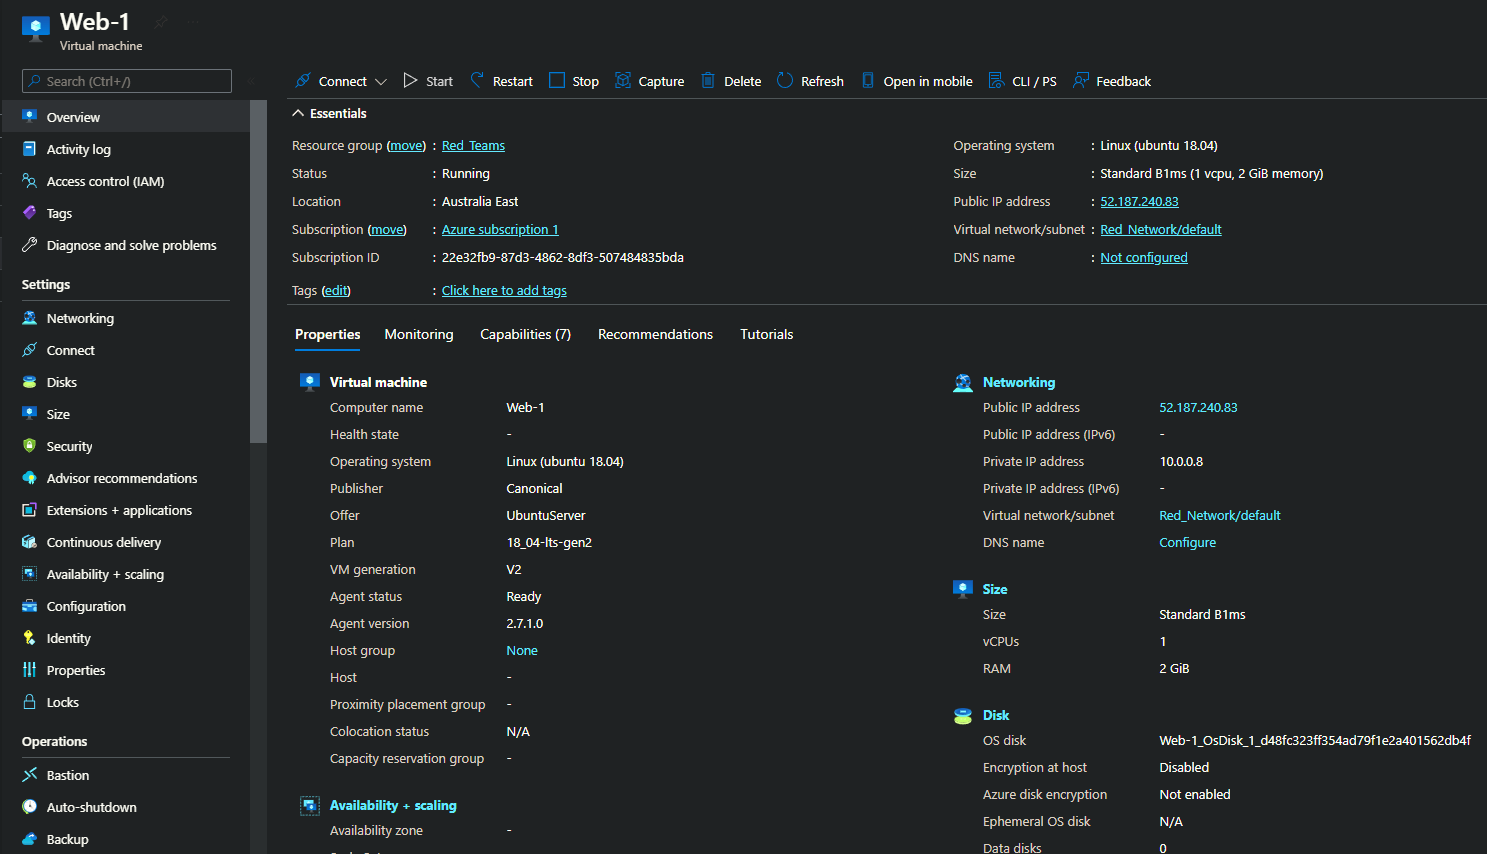 Web-1
Virtual machine
Search (Ctrl+/)
Overview
Activity log
Access control (IAM)
Tags
Diagnose and solve problems
Settings
Networking
Connect
Disks
Size
Security
Advisor recommendations
Extensions + applications
Continuous delivery
Availability + scaling
Configuration
Identity
Properties
Locks
Operations
Bastion
Auto-shutdown
Backup
Connect Start Restart Stop Capture Delete Refresh Open in mobile CLI / PS Feedback
Essentials
Resource group (move) : Red_Teams
Status : Running
Location : Australia East
Subscription (move) : Azure subscription 1
Subscription ID : 22e32fb9-87d3-4862-8df3-507484835bda
Tags (edit) : Click here to add tags
Operating system : Linux (ubuntu 18.04)
Size : Standard B1ms (1 vcpu, 2 GiB memory)
Public IP address : 52.187.240.83
Virtual network/subnet : Red_Network/default
DNS name : Not configured
Properties Monitoring Capabilities (7) Recommendations Tutorials
Virtual machine
Computer name Web-1
Health state -
Operating system Linux (ubuntu 18.04)
Publisher Canonical
Offer UbuntuServer
Plan 18_04-lts-gen2
VM generation V2
Agent status Ready
Agent version 2.7.1.0
Host group None
Host -
Proximity placement group -
Colocation status N/A
Capacity reservation group -
Availability + scaling
Availability zone -
Networking
Public IP address 52.187.240.83
Public IP address (IPv6) -
Private IP address 10.0.0.8
Private IP address (IPv6) -
Virtual network/subnet Red_Network/default
DNS name Configure
Size
Size Standard B1ms
vCPUs 1
RAM 2 GiB
Disk
OS disk Web-1_OsDisk_1_d48fc323ff354ad79f1e2a401562db4f
Encryption at host Disabled
Azure disk encryption Not enabled
Ephemeral OS disk N/A
Data disks 0